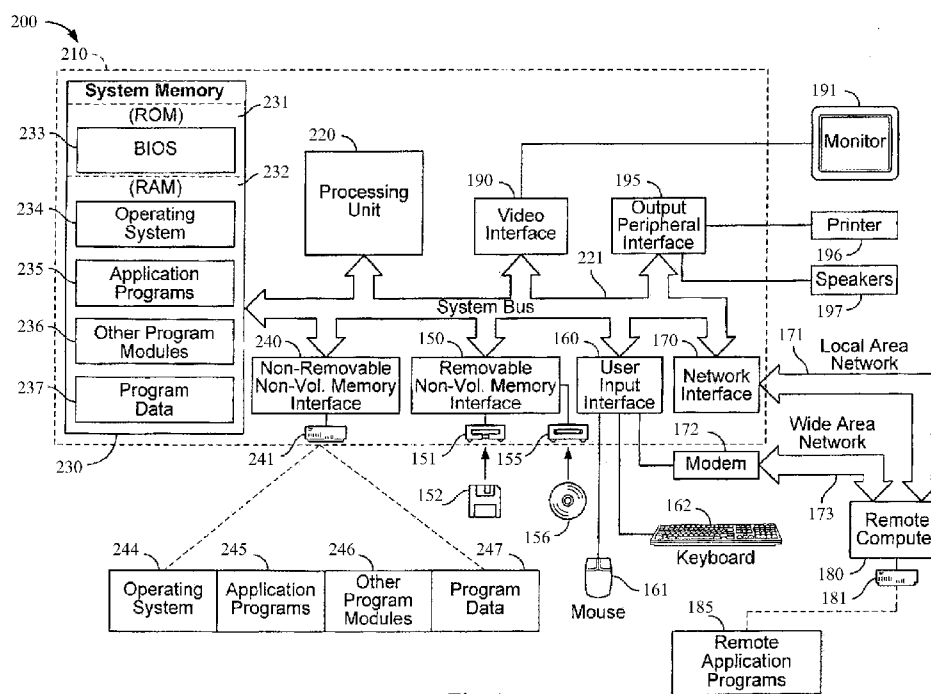 200
210
System Memory
(ROM)
231
233
BIOS
(RAM)
232
234
Operating
System
235
Application
Programs
236
Other Program
Modules
237
Program
Data
230
220
Processing
Unit
190
Video
Interface
195
Output
Peripheral
Interface
191
Monitor
Printer
196
Speakers
197
221
System Bus
240
Non-Removable
Non-Vol. Memory
Interface
150
Removable
Non-Vol. Memory
Interface
160
User
Input
Interface
170
Network
Interface
171
Local Area
Network
Wide Area
Network
172
Modem
173
241
151
155
152
156
162
Keyboard
161
Mouse
Remote
Computer
180
181
185
Remote
Application
Programs
244
Operating
System
245
Application
Programs
246
Other
Program
Modules
247
Program
Data